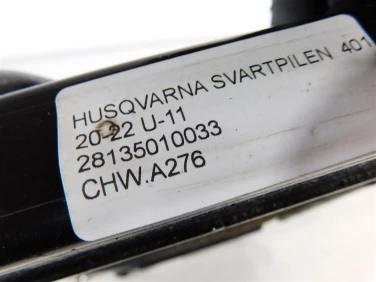 HUSQVARNA SVARTPILEN 401
20-22 U-11
28135010033
CHW.A276